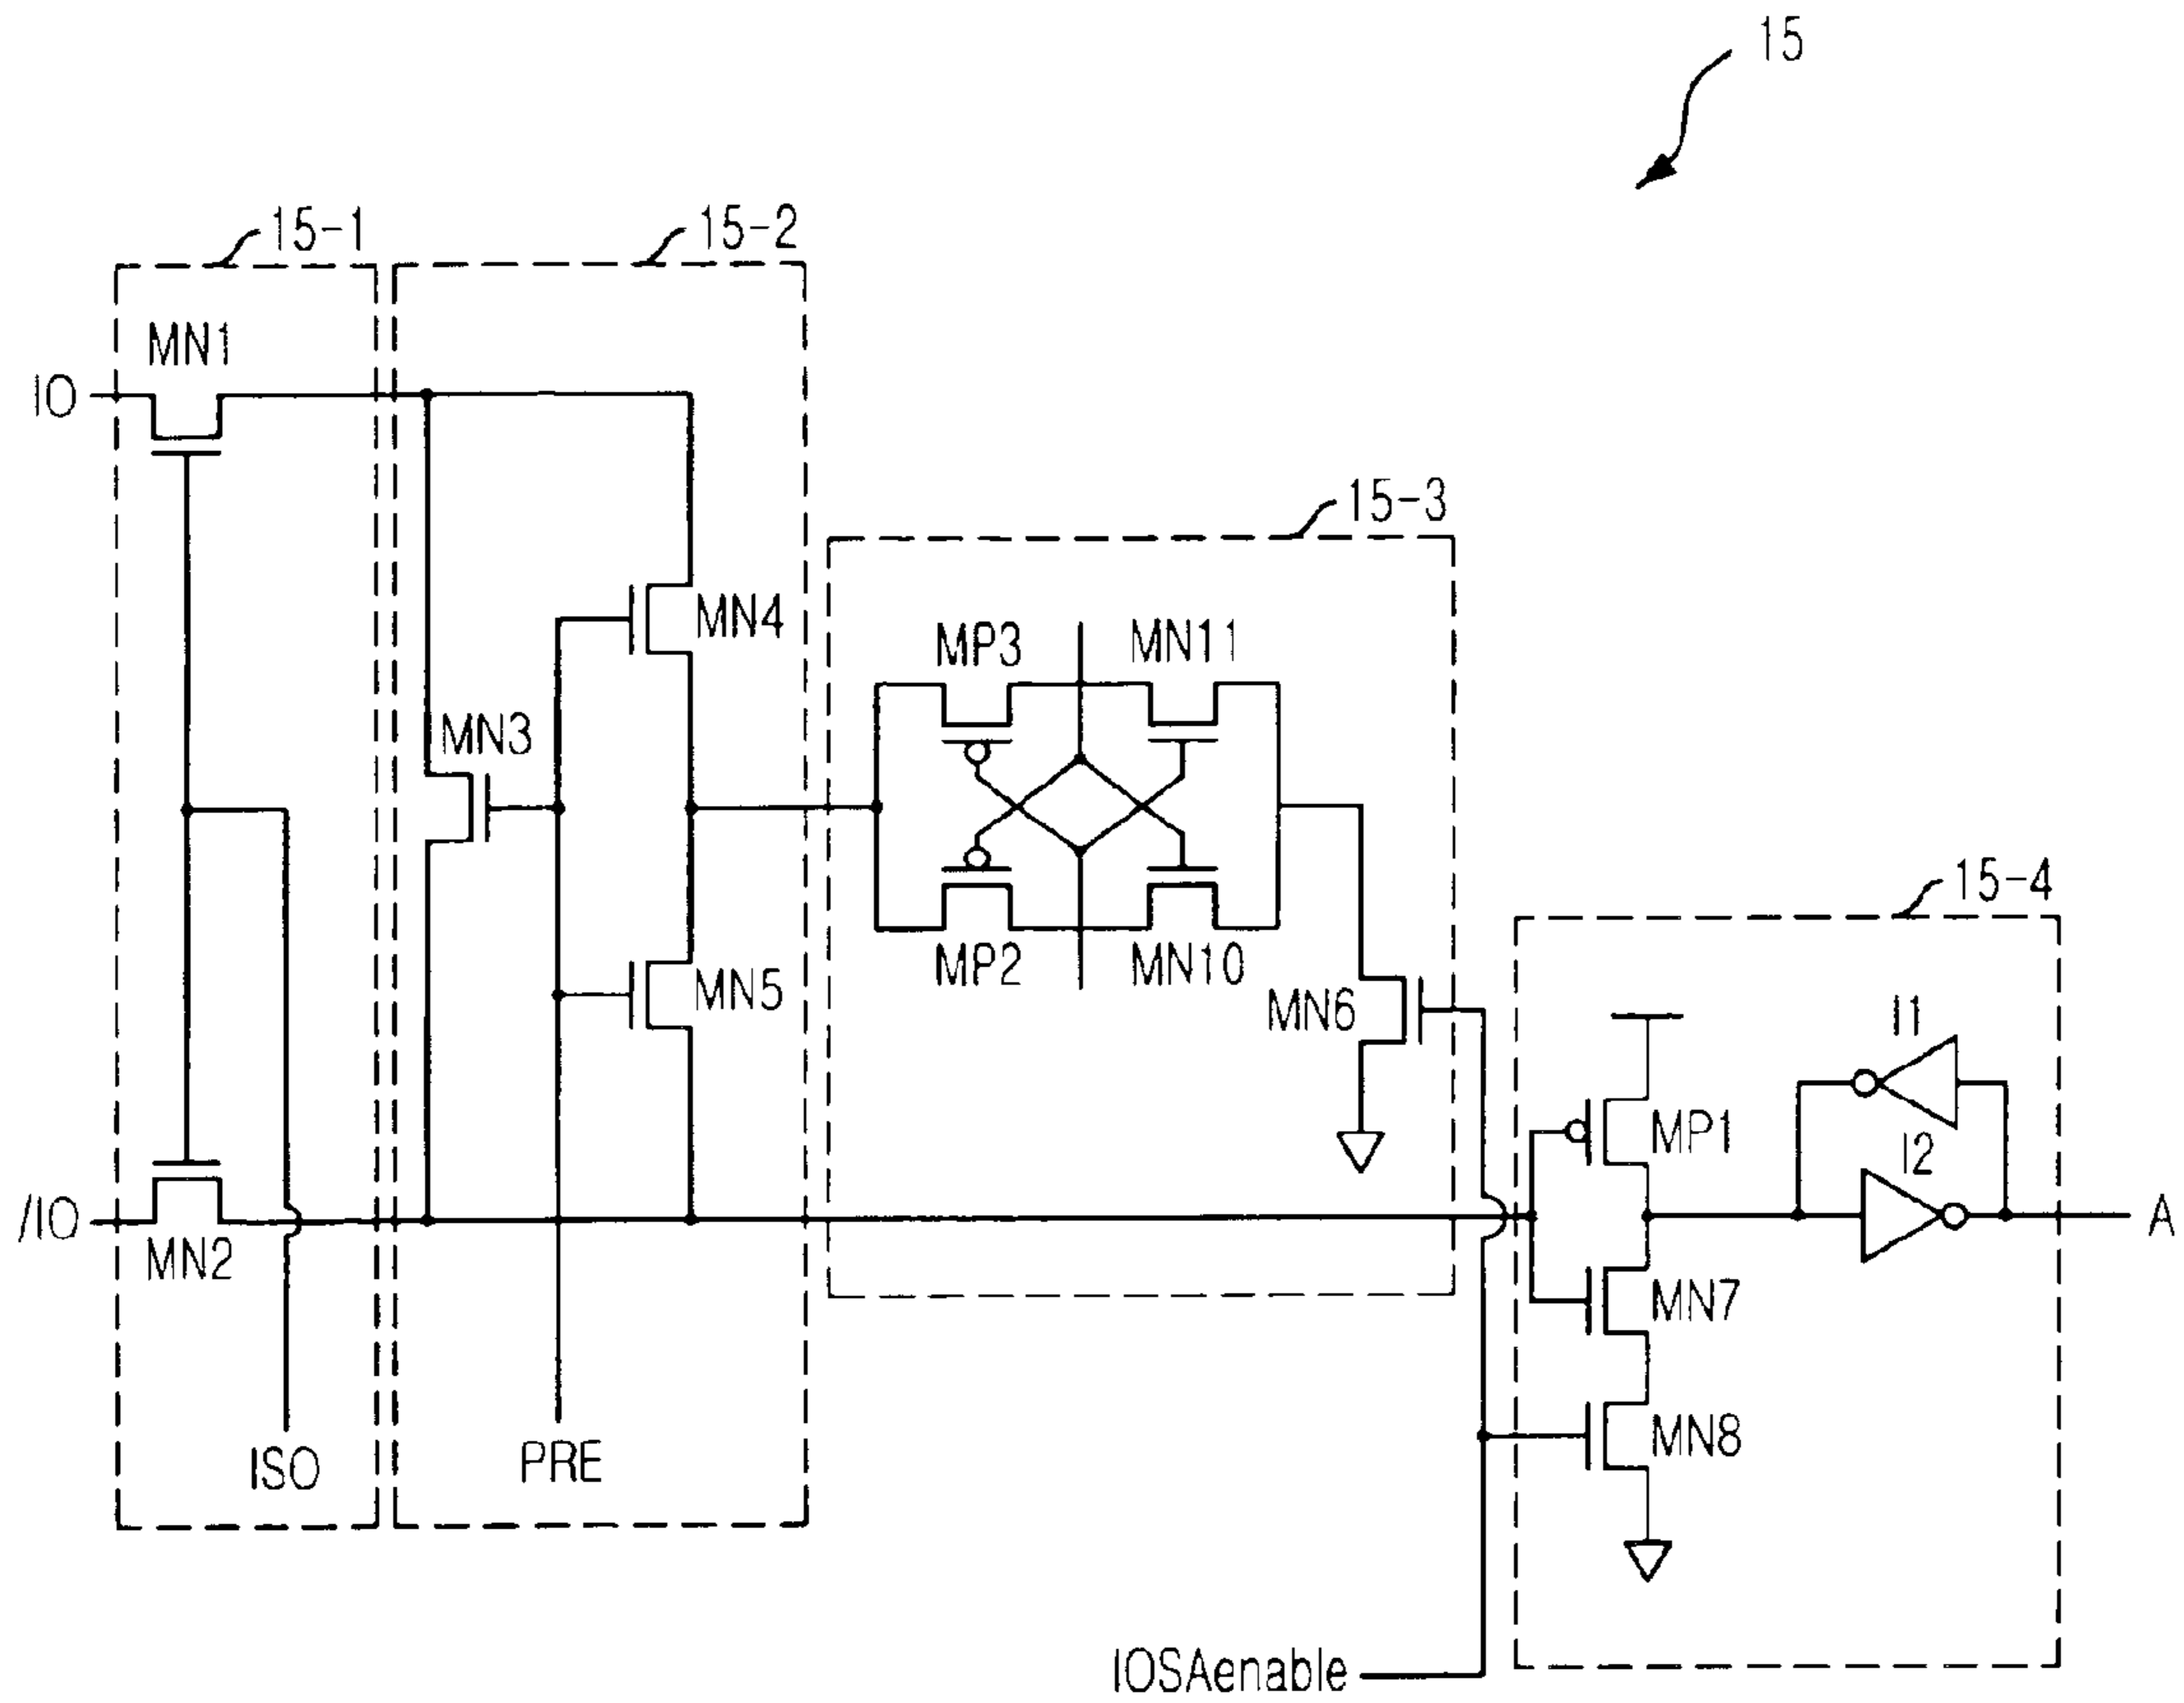 15
15-1
15-2
MN1
IO
15-3
MN4
MP3
MN11
MN3
15-4
MP2
MN10
MN5
MN6
I1
MP1
I2
/IO
A
MN2
MN7
MN8
ISO
PRE
IOSAenable